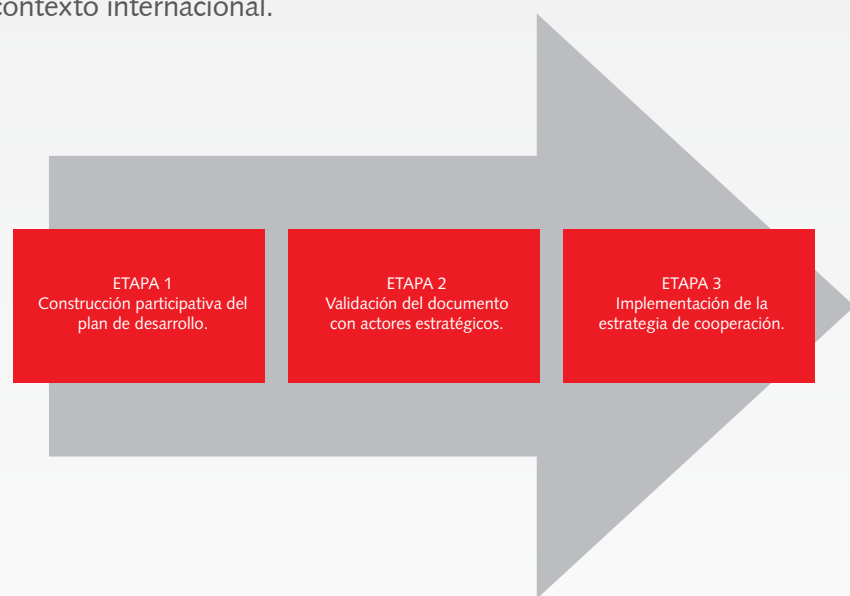 contexto internacional.
ETAPA 1
Construcción participativa del
plan de desarrollo.
ETAPA 2
Validación del documento
con actores estratégicos.
ETAPA 3
Implementación de la
estrategia de cooperación.